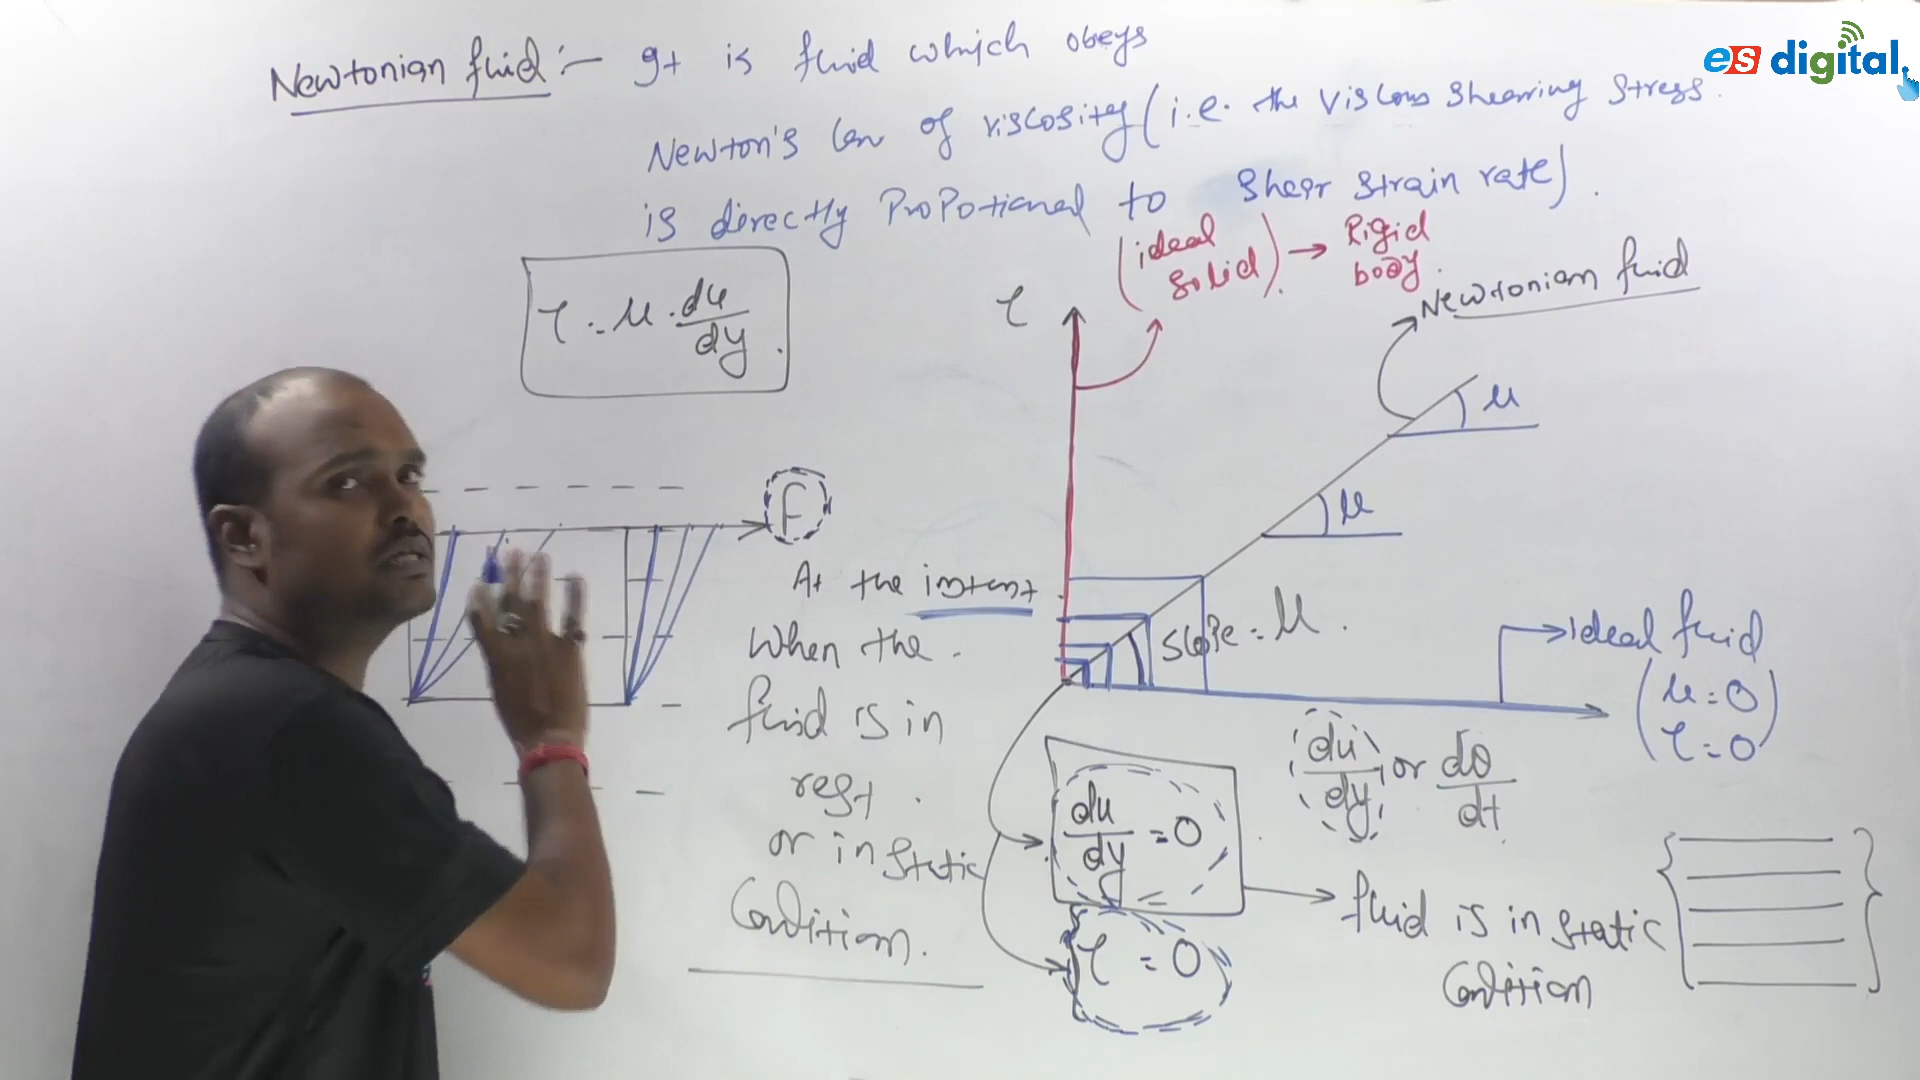 es digital.
Newtonian fluid :- It is fluid which obeys
Newton's law of viscosity (i.e. the viscous shearing stress.
is directly propotional to shear strain rate).
τ = μ . du/dy .
τ
(ideal solid) → Rigid body.
Newtonian fluid
μ
μ
slope = μ .
F
At the instant .
when the .
fluid is in
rest .
or in static
Condition.
ideal fluid
(μ = 0
τ = 0)
du/dy or dθ/dt
du/dy = 0
τ = 0
fluid is in static
Condition